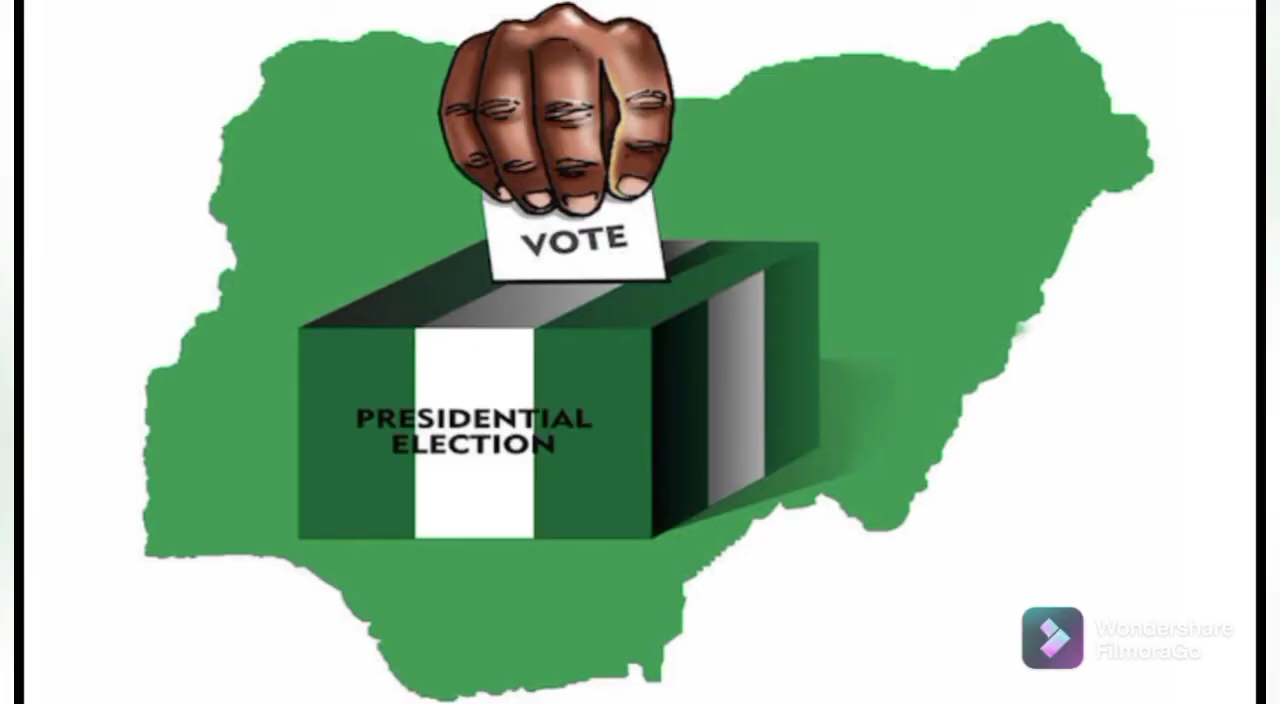 VOTE
PRESIDENTIAL
ELECTION
Wondershare
FilmoraGo